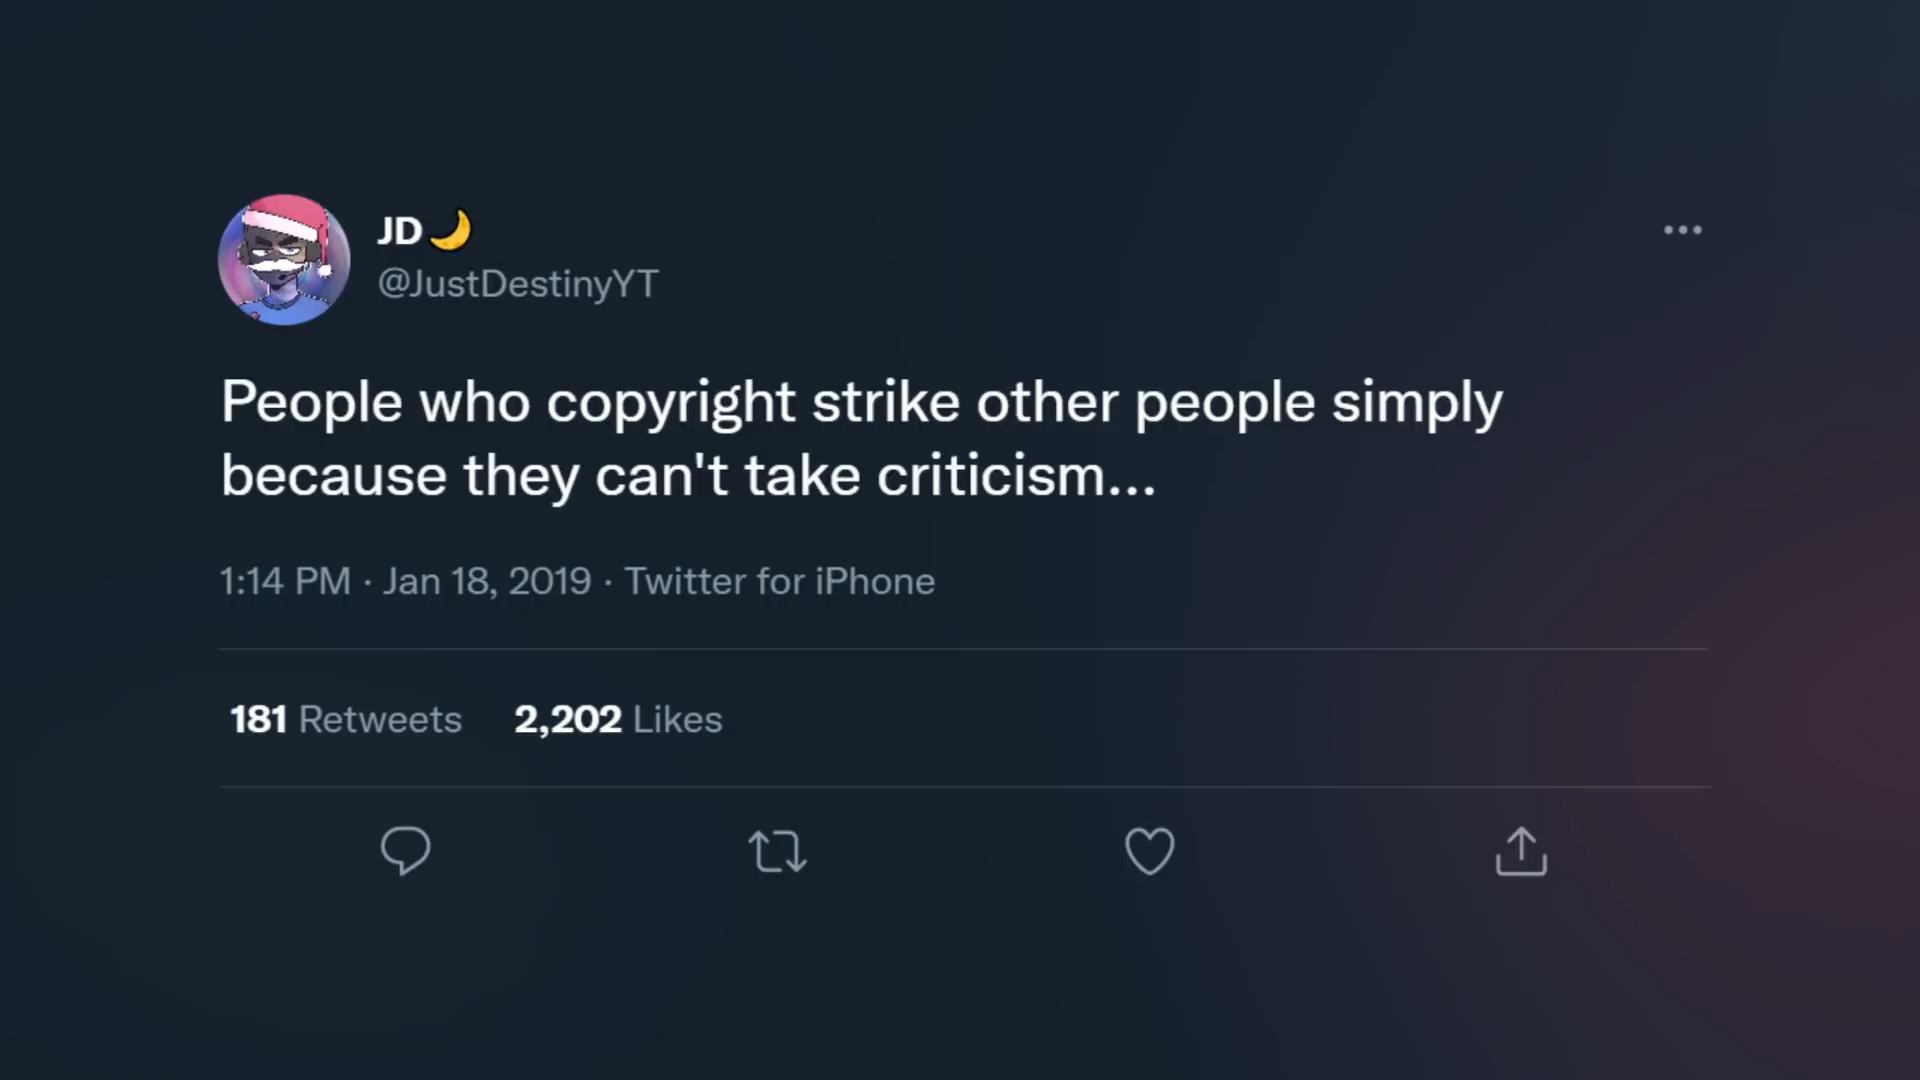 JD🌙
@JustDestinyYT
People who copyright strike other people simply
because they can't take criticism...
1:14 PM · Jan 18, 2019 · Twitter for iPhone
181 Retweets 2,202 Likes